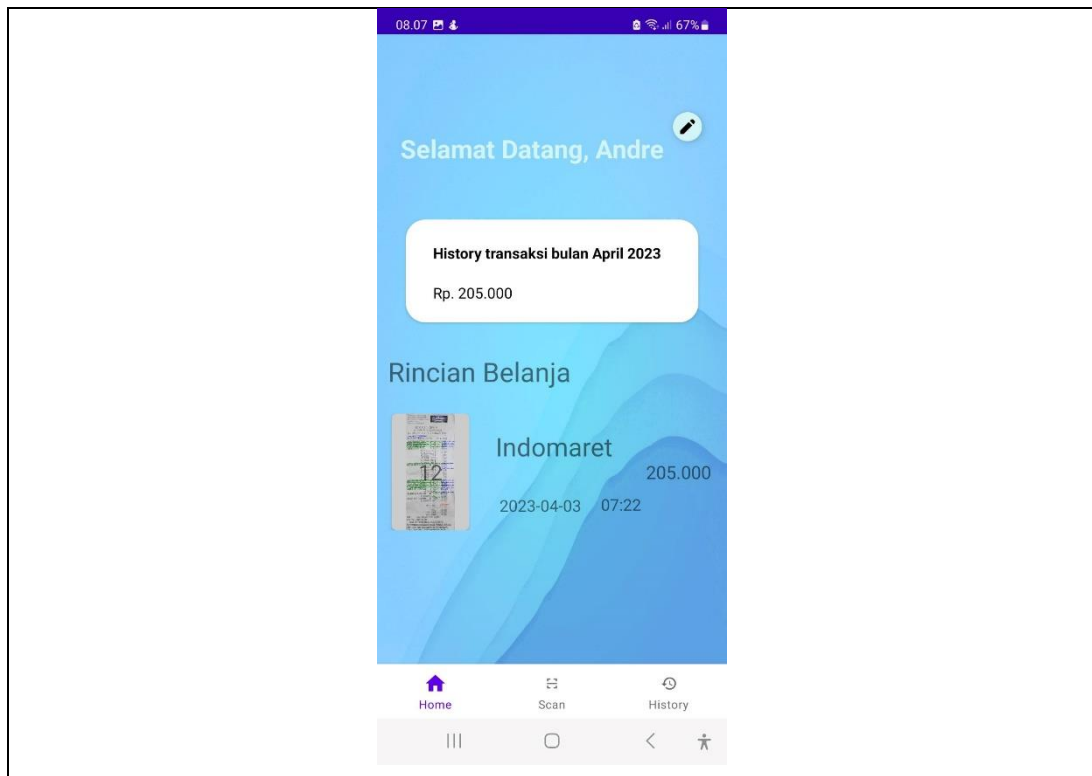 08.07 67%
Selamat Datang, Andre
History transaksi bulan April 2023
Rp. 205.000
Rincian Belanja
12
Indomaret
205.000
2023-04-03 07:22
Home Scan History